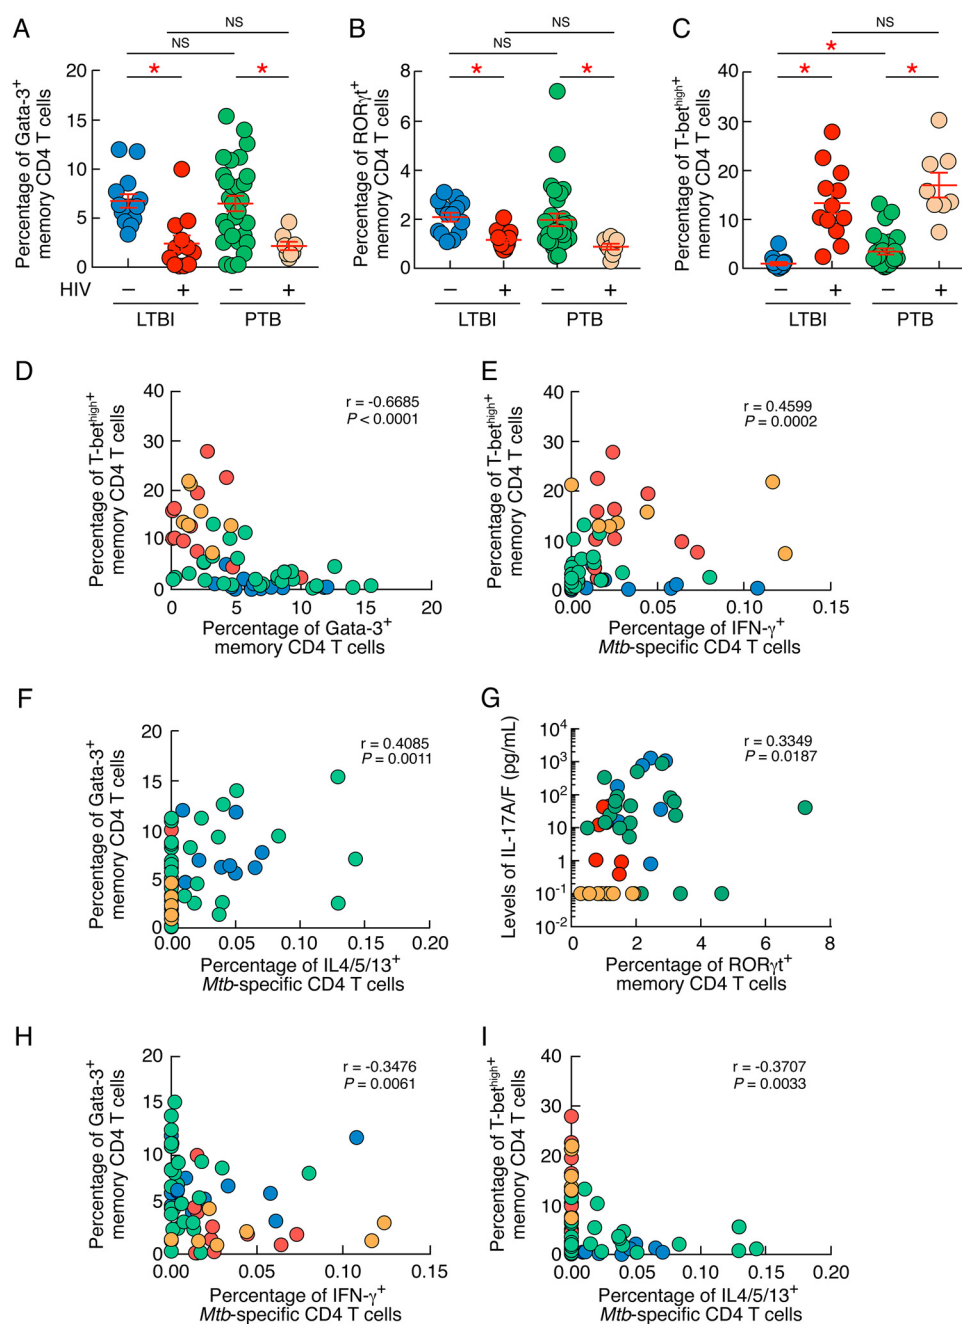 A
NS
NS
*
*
Percentage of Gata-3+
memory CD4 T cells
20
15
10
5
0
HIV
− + − +
LTBI PTB
B
NS
NS
*
*
Percentage of RORγt+
memory CD4 T cells
8
6
4
2
0
− + − +
LTBI PTB
C
NS
*
*
*
Percentage of T-bethigh+
memory CD4 T cells
40
30
20
10
0
− + − +
LTBI PTB
D
r = -0.6685
P < 0.0001
Percentage of T-bethigh+
memory CD4 T cells
40
30
20
10
0
0 5 10 15 20
Percentage of Gata-3+
memory CD4 T cells
E
r = 0.4599
P = 0.0002
Percentage of T-bethigh+
memory CD4 T cells
40
30
20
10
0
0.00 0.05 0.10 0.15
Percentage of IFN-γ+
Mtb-specific CD4 T cells
F
r = 0.4085
P = 0.0011
Percentage of Gata-3+
memory CD4 T cells
20
15
10
5
0
0.00 0.05 0.10 0.15 0.20
Percentage of IL4/5/13+
Mtb-specific CD4 T cells
G
r = 0.3349
P = 0.0187
Levels of IL-17A/F (pg/mL)
104
103
102
10
1
10-1
10-2
0 2 4 6 8
Percentage of RORγt+
memory CD4 T cells
H
r = -0.3476
P = 0.0061
Percentage of Gata-3+
memory CD4 T cells
20
15
10
5
0
0.00 0.05 0.10 0.15
Percentage of IFN-γ+
Mtb-specific CD4 T cells
I
r = -0.3707
P = 0.0033
Percentage of T-bethigh+
memory CD4 T cells
40
30
20
10
0
0.00 0.05 0.10 0.15 0.20
Percentage of IL4/5/13+
Mtb-specific CD4 T cells